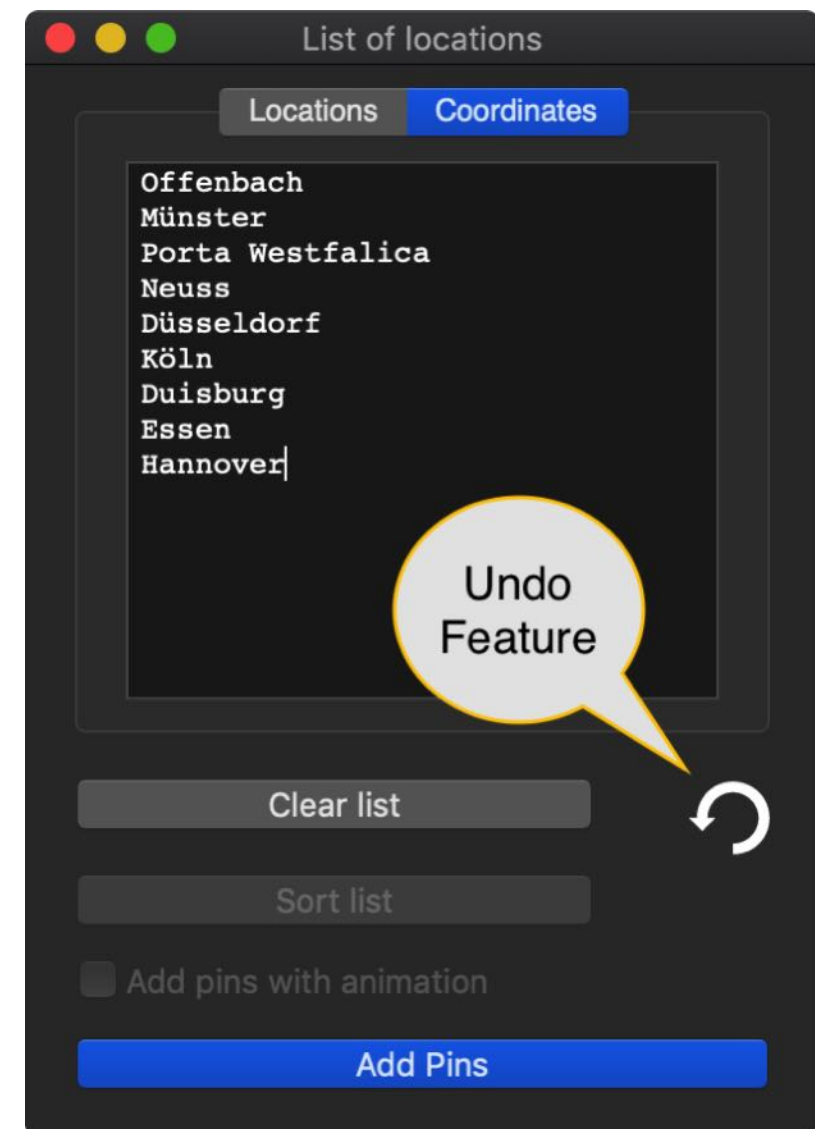 List of locations
Locations
Coordinates
Offenbach
Münster
Porta Westfalica
Neuss
Düsseldorf
Köln
Duisburg
Essen
Hannover
Undo
Feature
Clear list
Sort list
Add pins with animation
Add Pins